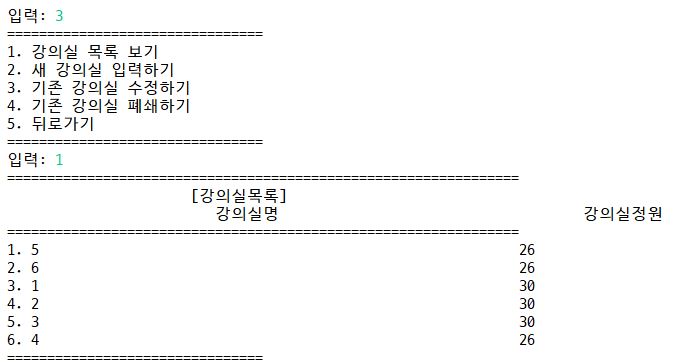 입력: 3
================================
1. 강의실 목록 보기
2. 새 강의실 입력하기
3. 기존 강의실 수정하기
4. 기존 강의실 폐쇄하기
5. 뒤로가기
================================
입력: 1
================================================================
[강의실목록]
강의실명 강의실정원
================================================================
1. 5 26
2. 6 26
3. 1 30
4. 2 30
5. 3 30
6. 4 26
================================